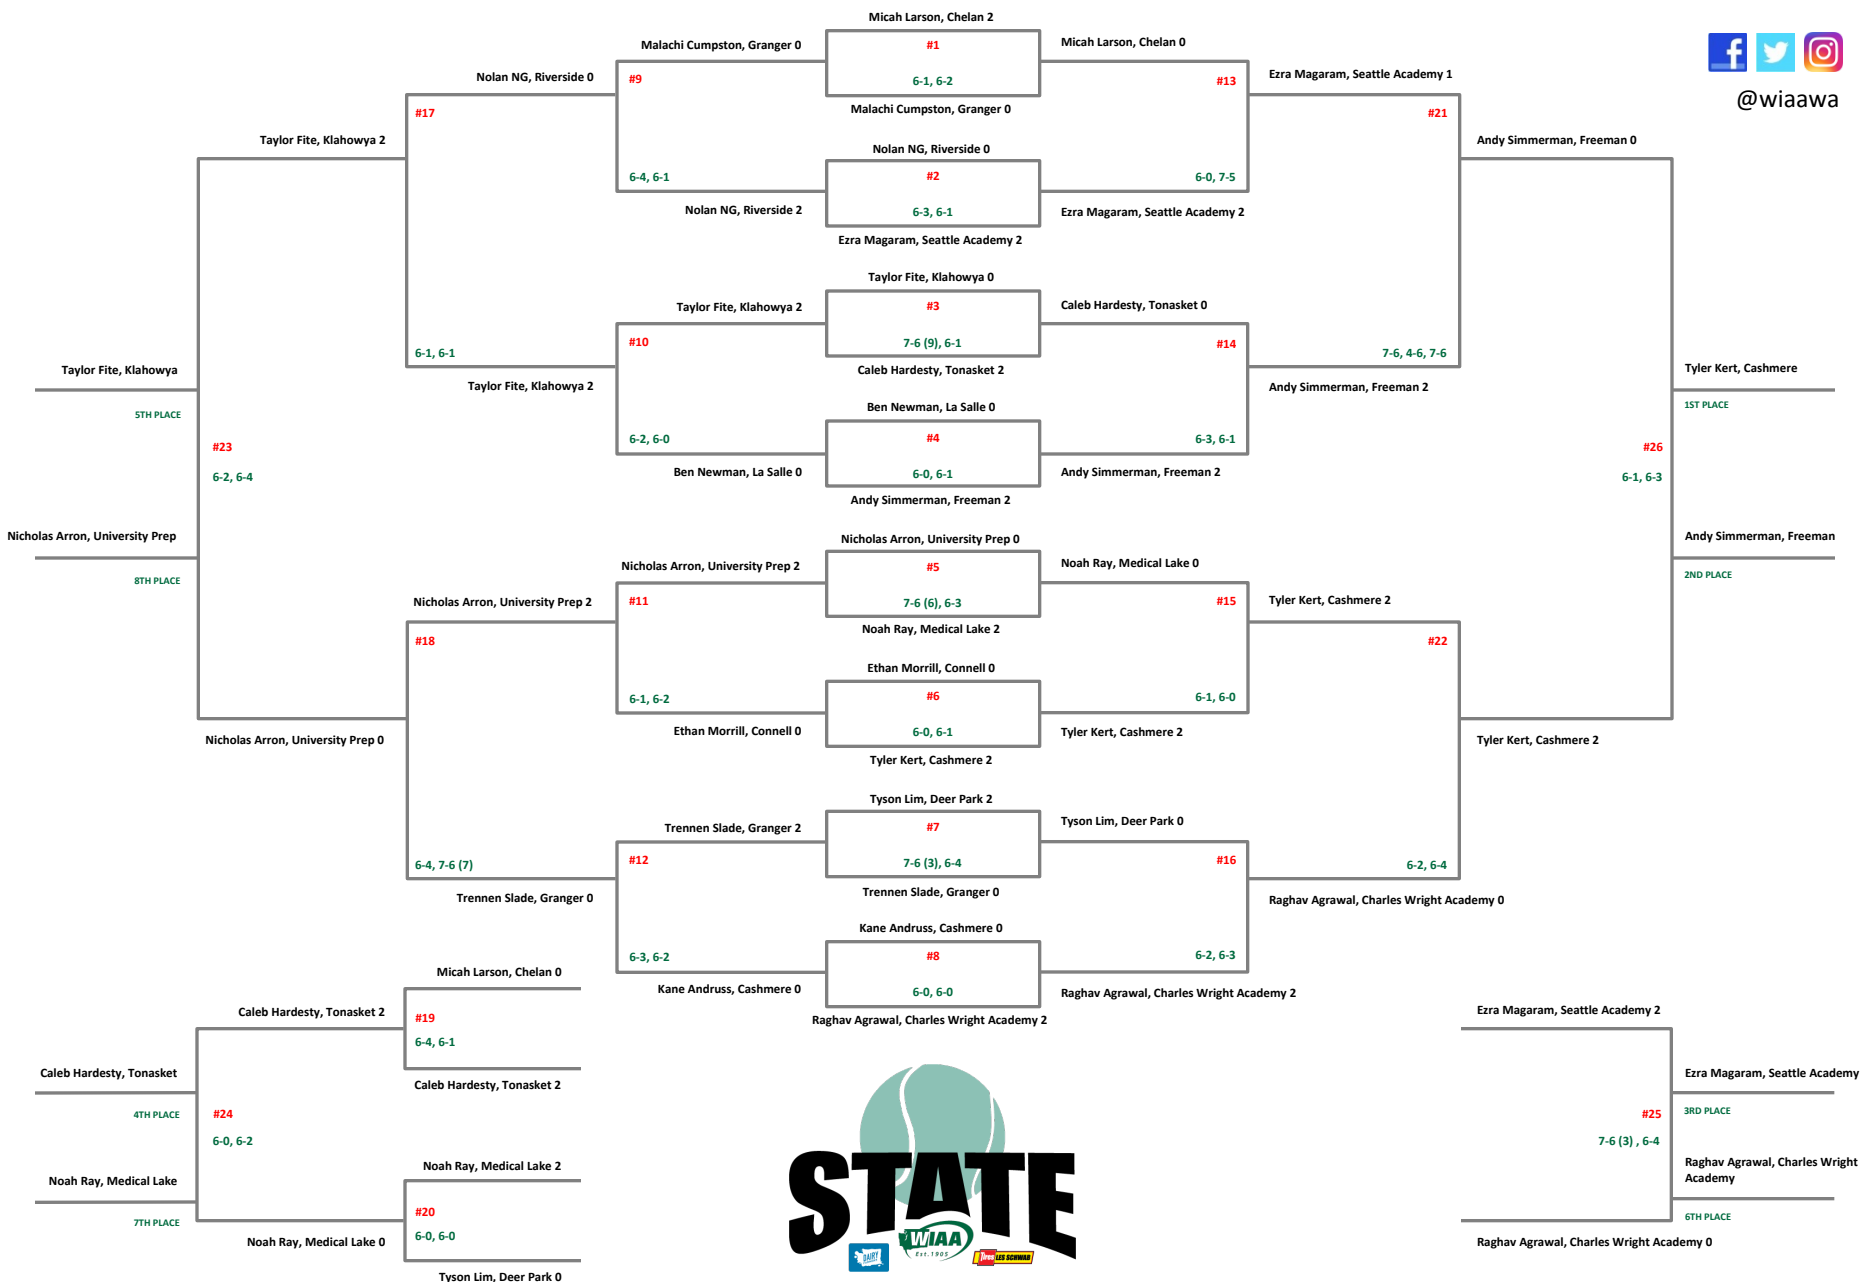 Micah Larson, Chelan 2
Malachi Cumpston, Granger 0
#1
Micah Larson, Chelan 0
Nolan NG, Riverside 0
#9
6-1, 6-2
#13
Ezra Magaram, Seattle Academy 1
@wiaawa
Malachi Cumpston, Granger 0
#17
#21
Taylor Fite, Klahowya 2
Nolan NG, Riverside 0
Andy Simmerman, Freeman 0
6-4, 6-1
#2
6-0, 7-5
Nolan NG, Riverside 2
6-3, 6-1
Ezra Magaram, Seattle Academy 2
Ezra Magaram, Seattle Academy 2
Taylor Fite, Klahowya 0
Taylor Fite, Klahowya 2
#3
Caleb Hardesty, Tonasket 0
#10
7-6 (9), 6-1
#14
6-1, 6-1
7-6, 4-6, 7-6
Taylor Fite, Klahowya
Caleb Hardesty, Tonasket 2
Tyler Kert, Cashmere
Taylor Fite, Klahowya 2
Andy Simmerman, Freeman 2
5TH PLACE
Ben Newman, La Salle 0
1ST PLACE
#23
6-2, 6-0
#4
6-3, 6-1
#26
6-2, 6-4
Ben Newman, La Salle 0
6-0, 6-1
Andy Simmerman, Freeman 2
6-1, 6-3
Andy Simmerman, Freeman 2
Nicholas Arron, University Prep
Nicholas Arron, University Prep 0
Andy Simmerman, Freeman
Nicholas Arron, University Prep 2
#5
Noah Ray, Medical Lake 0
8TH PLACE
2ND PLACE
Nicholas Arron, University Prep 2
#11
7-6 (6), 6-3
#15
Tyler Kert, Cashmere 2
#18
Noah Ray, Medical Lake 2
#22
Ethan Morrill, Connell 0
6-1, 6-2
#6
6-1, 6-0
Ethan Morrill, Connell 0
6-0, 6-1
Tyler Kert, Cashmere 2
Nicholas Arron, University Prep 0
Tyler Kert, Cashmere 2
Tyler Kert, Cashmere 2
Tyson Lim, Deer Park 2
Trennen Slade, Granger 2
#7
Tyson Lim, Deer Park 0
6-4, 7-6 (7)
#12
7-6 (3), 6-4
#16
6-2, 6-4
Trennen Slade, Granger 0
Trennen Slade, Granger 0
Raghav Agrawal, Charles Wright Academy 0
Kane Andruss, Cashmere 0
6-3, 6-2
#8
6-2, 6-3
Micah Larson, Chelan 0
Kane Andruss, Cashmere 0
6-0, 6-0
Raghav Agrawal, Charles Wright Academy 2
Caleb Hardesty, Tonasket 2
#19
Raghav Agrawal, Charles Wright Academy 2
Ezra Magaram, Seattle Academy 2
6-4, 6-1
Caleb Hardesty, Tonasket
Caleb Hardesty, Tonasket 2
Ezra Magaram, Seattle Academy
4TH PLACE
#24
#25
3RD PLACE
6-0, 6-2
7-6 (3) , 6-4
Noah Ray, Medical Lake
Noah Ray, Medical Lake 2
Raghav Agrawal, Charles Wright
Academy
7TH PLACE
#20
6TH PLACE
Noah Ray, Medical Lake 0
6-0, 6-0
Raghav Agrawal, Charles Wright Academy 0
Tyson Lim, Deer Park 0
STATE
WIAA
Est. 1905
DAIRY
Tires LES SCHWAB